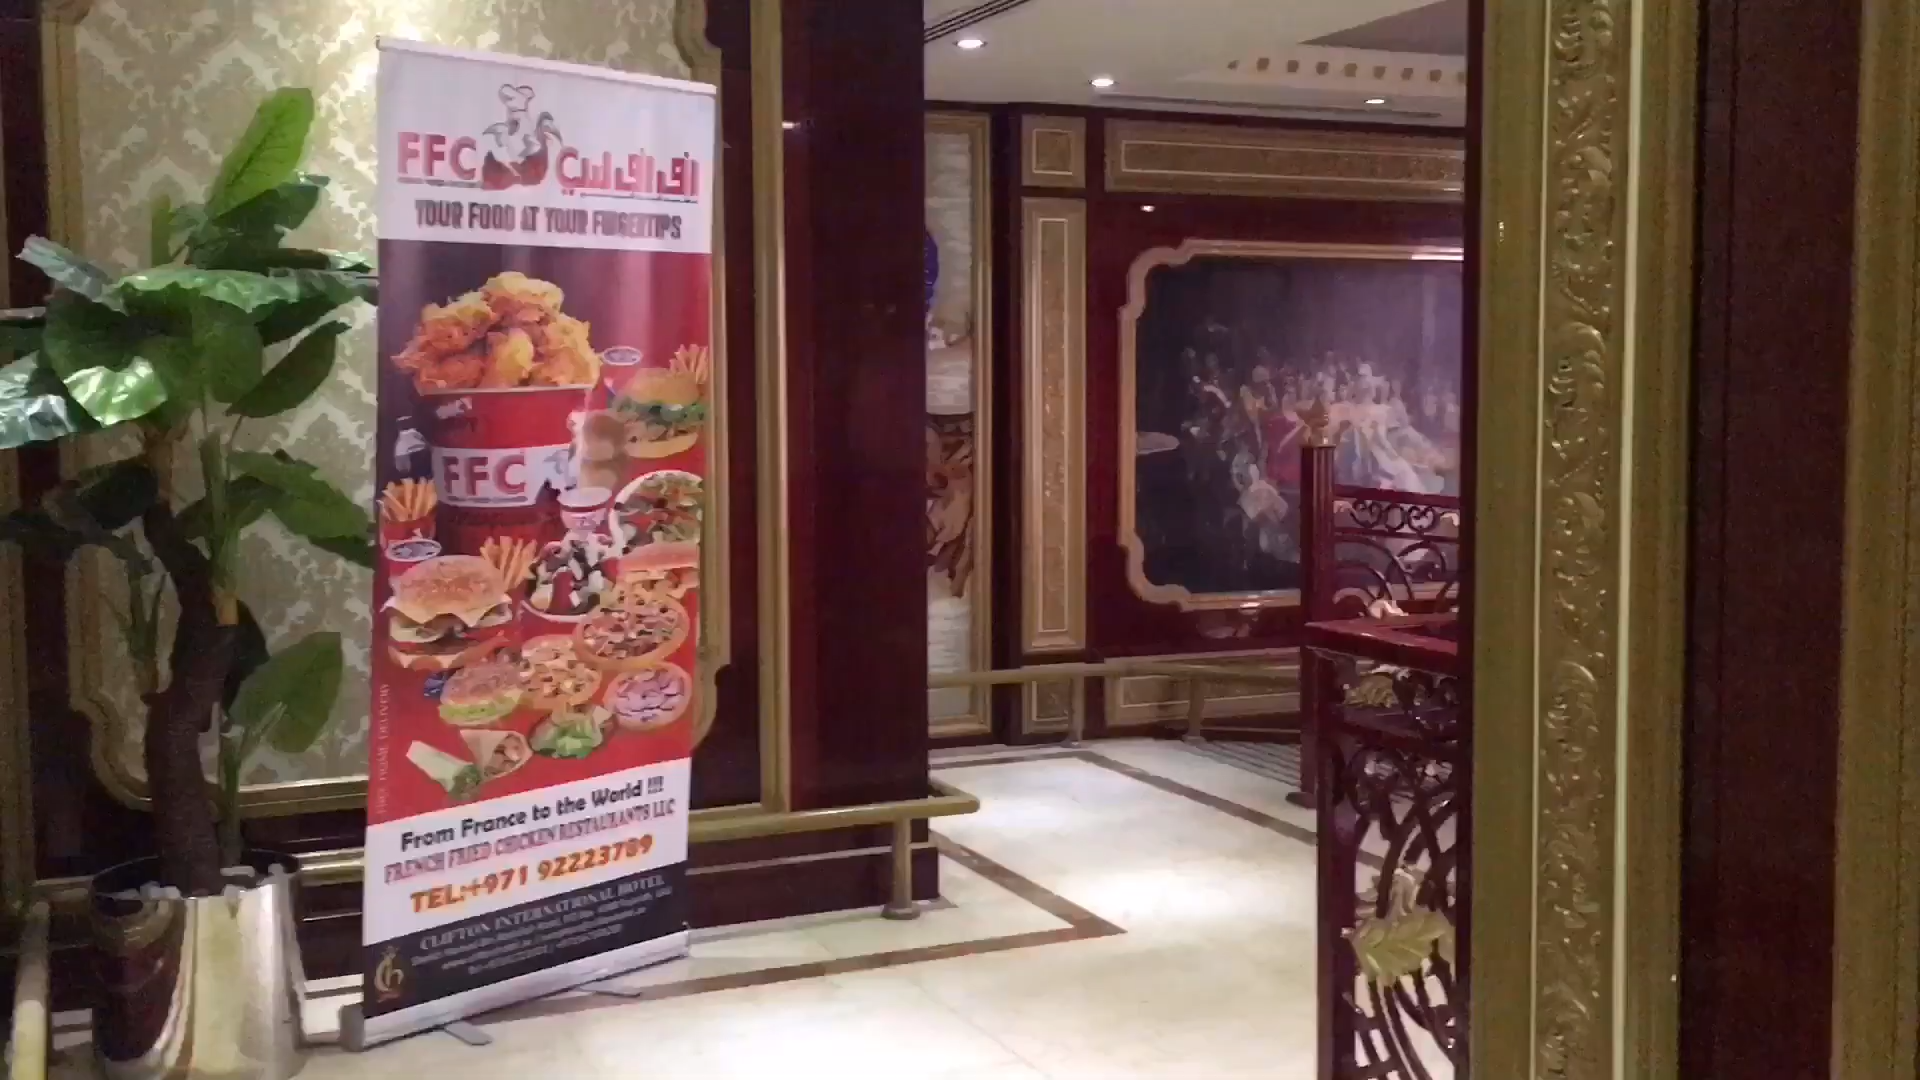 FFC اف اف سي
YOUR FOOD AT YOUR FINGERTIPS
FFC
From France to the World !!!
FRENCH FRIED CHICKEN RESTAURANTS LLC
TEL:+971 92223789
CLIFTON INTERNATIONAL HOTEL